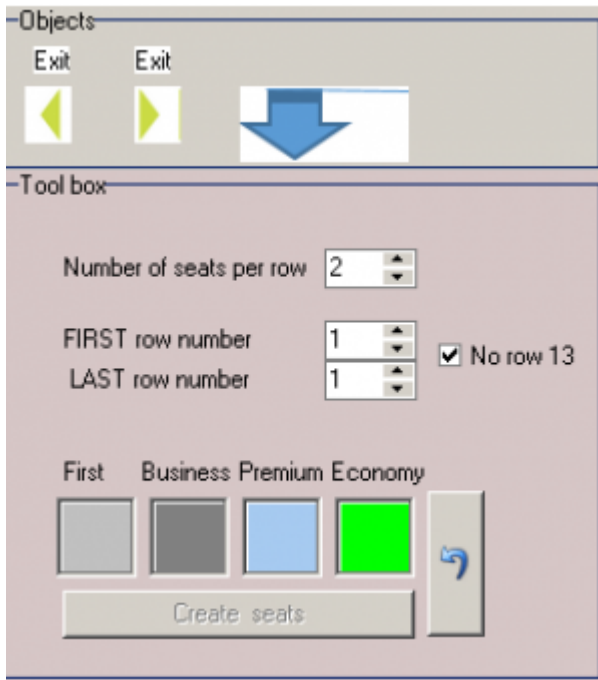 Objects
Exit Exit
Tool box
Number of seats per row 2
FIRST row number 1
No row 13
LAST row number 1
First Business Premium Economy
Create seats